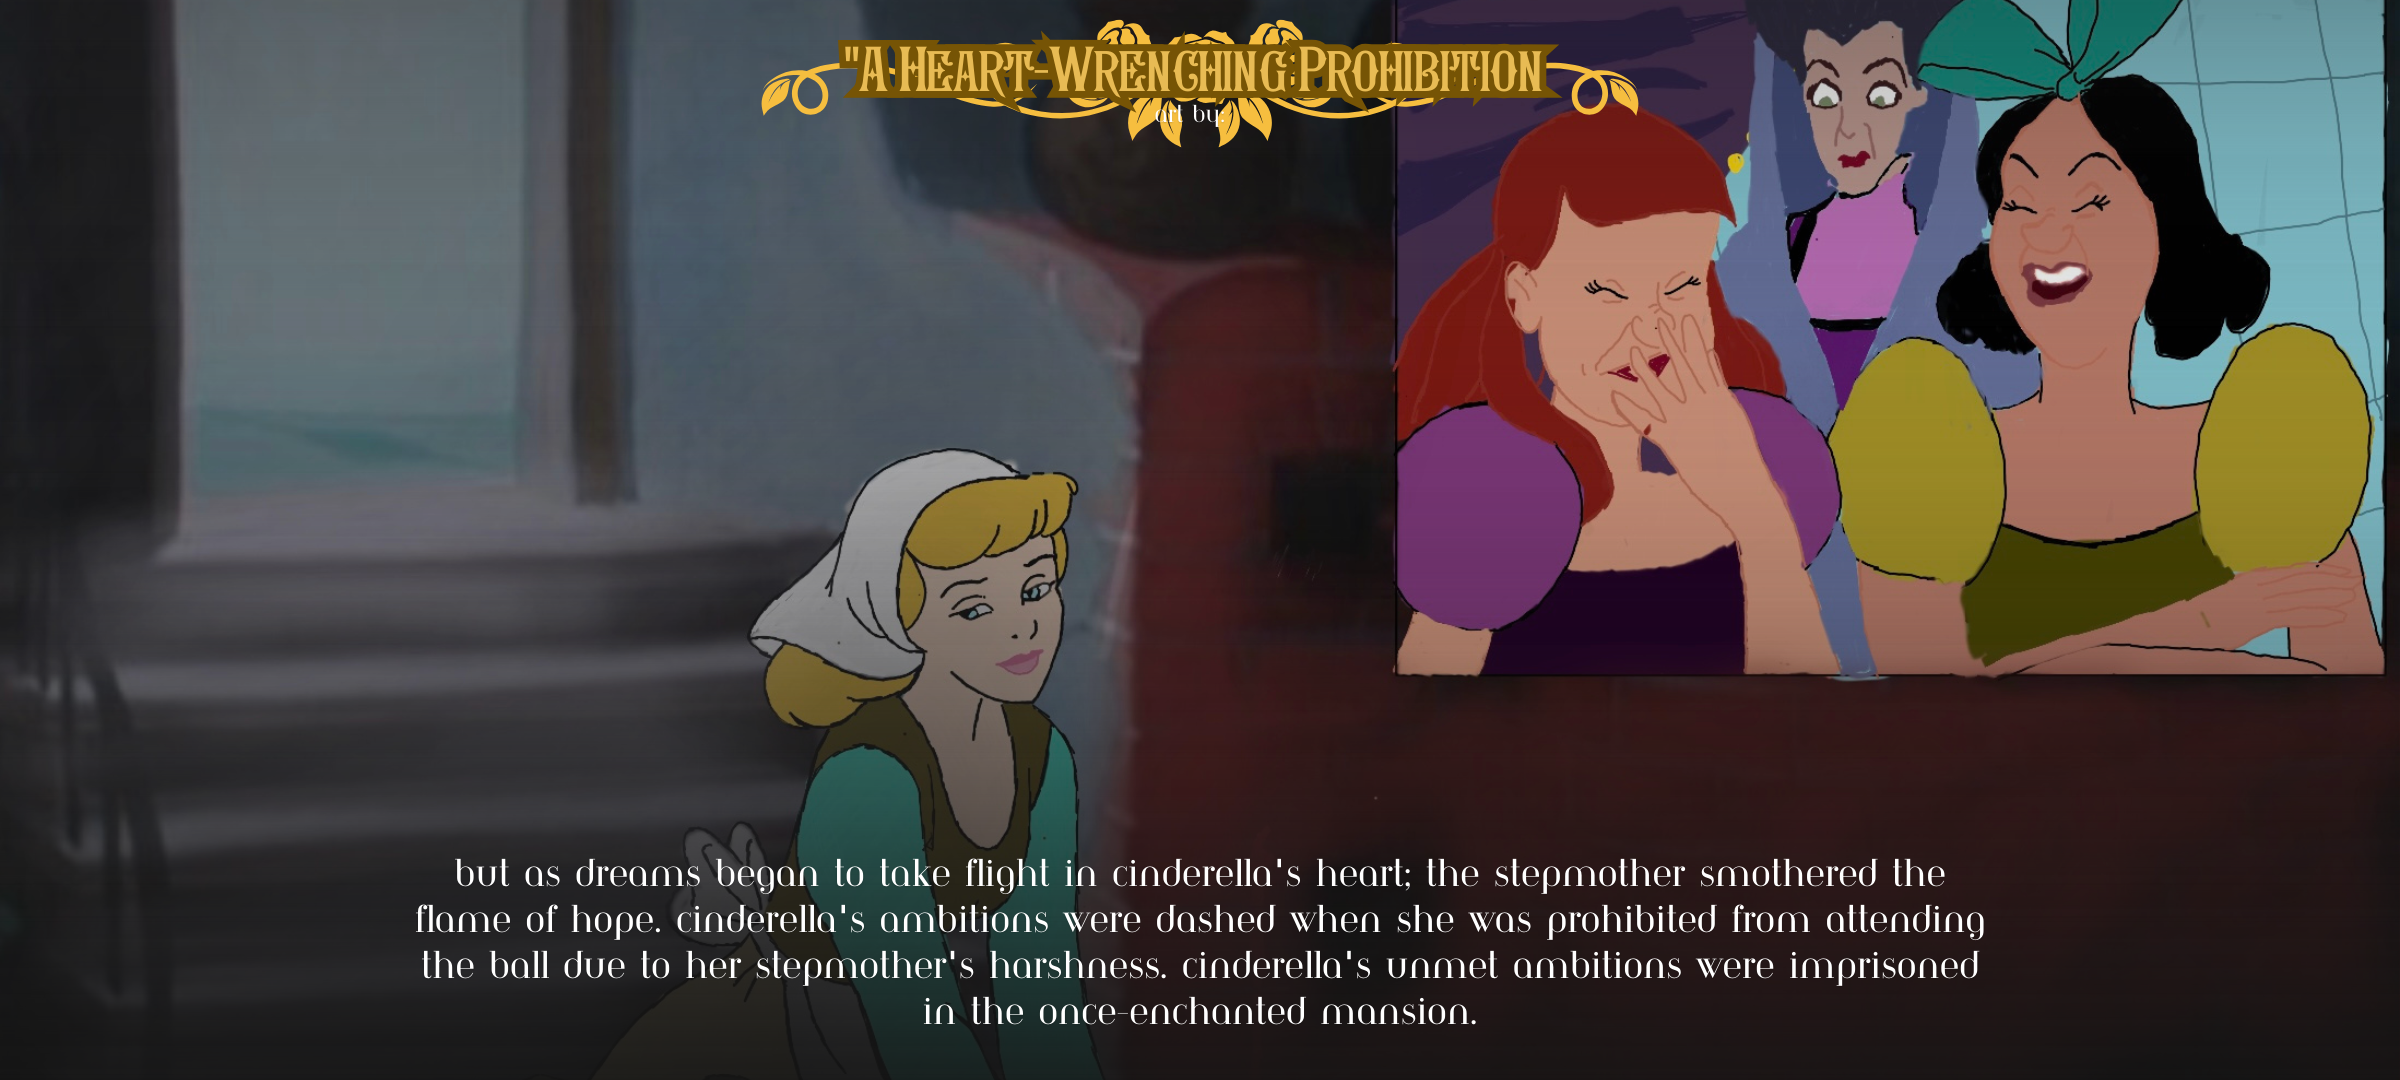 "A HEART-WRENCHING PROHIBITION
art by:
but as dreams began to take flight in cinderella's heart; the stepmother smothered the
flame of hope. cinderella's ambitions were dashed when she was prohibited from attending
the ball due to her stepmother's harshness. cinderella's unmet ambitions were imprisoned
in the once-enchanted mansion.